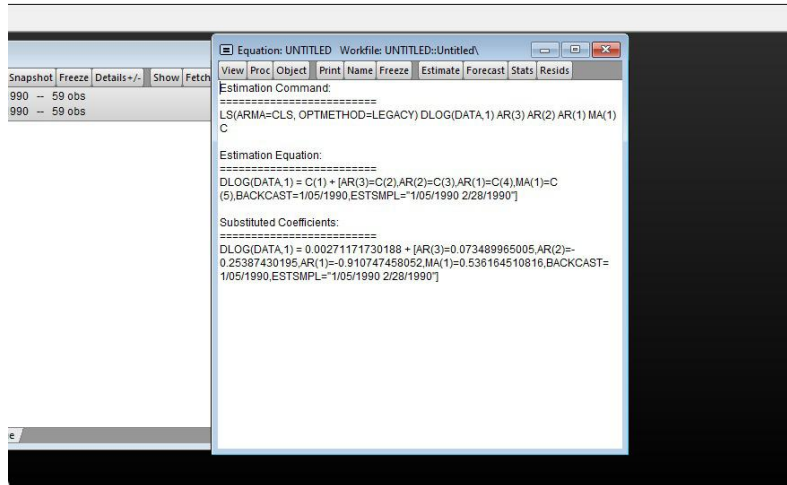 Equation: UNTITLED Workfile: UNTITLED::Untitled\
View Proc Object Print Name Freeze Estimate Forecast Stats Resids
Snapshot Freeze Details+/- Show Fetch
990 -- 59 obs
990 -- 59 obs
Estimation Command:
=========================
LS(ARMA=CLS, OPTMETHOD=LEGACY) DLOG(DATA,1) AR(3) AR(2) AR(1) MA(1)
C
Estimation Equation:
=========================
DLOG(DATA,1) = C(1) + [AR(3)=C(2),AR(2)=C(3),AR(1)=C(4),MA(1)=C
(5),BACKCAST=1/05/1990,ESTSMPL="1/05/1990 2/28/1990"]
Substituted Coefficients:
=========================
DLOG(DATA,1) = 0.00271171730188 + [AR(3)=0.073489965005,AR(2)=-
0.25387430195,AR(1)=-0.910747458052,MA(1)=0.536164510816,BACKCAST=
1/05/1990,ESTSMPL="1/05/1990 2/28/1990"]
e